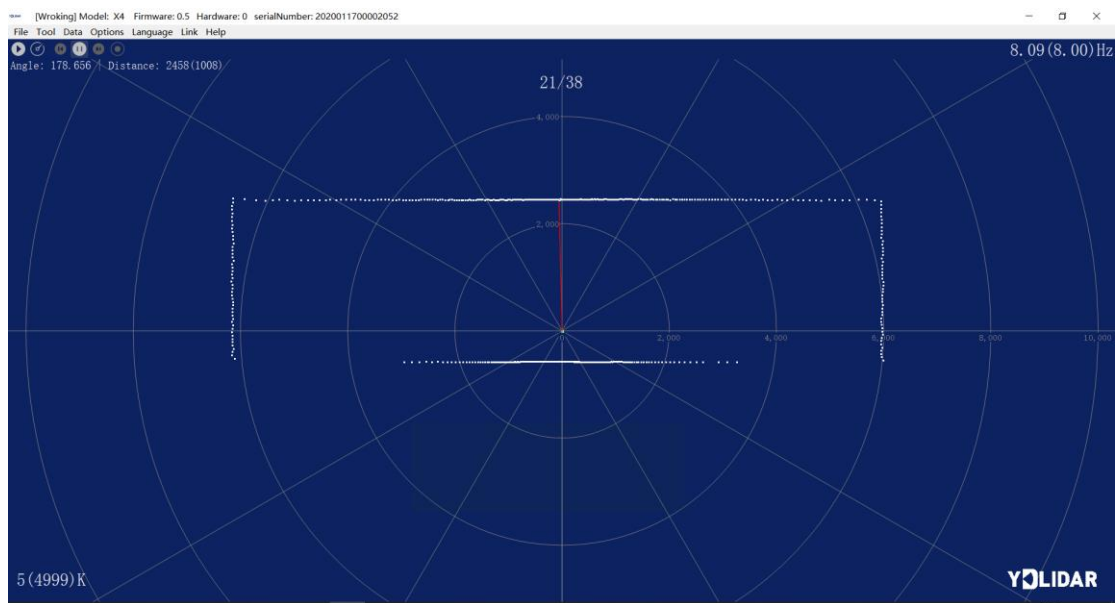 [Wroking] Model: X4 Firmware: 0.5 Hardware: 0 serialNumber: 2020011700002052
File Tool Data Options Language Link Help
8.09(8.00)Hz
Angle: 178.656 | Distance: 2458(1008)
21/38
4,000
2,000
0 2,000 4,000 6,000 8,000 10,000
5(4999)K
YDLIDAR